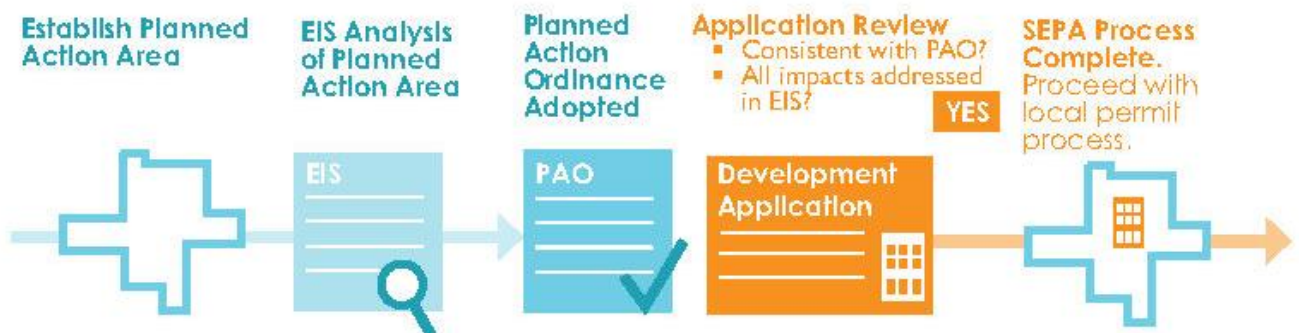 Establish Planned
Action Area
EIS Analysis
of Planned
Action Area
Planned
Action
Ordinance
Adopted
Application Review
▪ Consistent with PAO?
▪ All impacts addressed
in EIS?
YES
SEPA Process
Complete.
Proceed with
local permit
process.
EIS
PAO
Development
Application